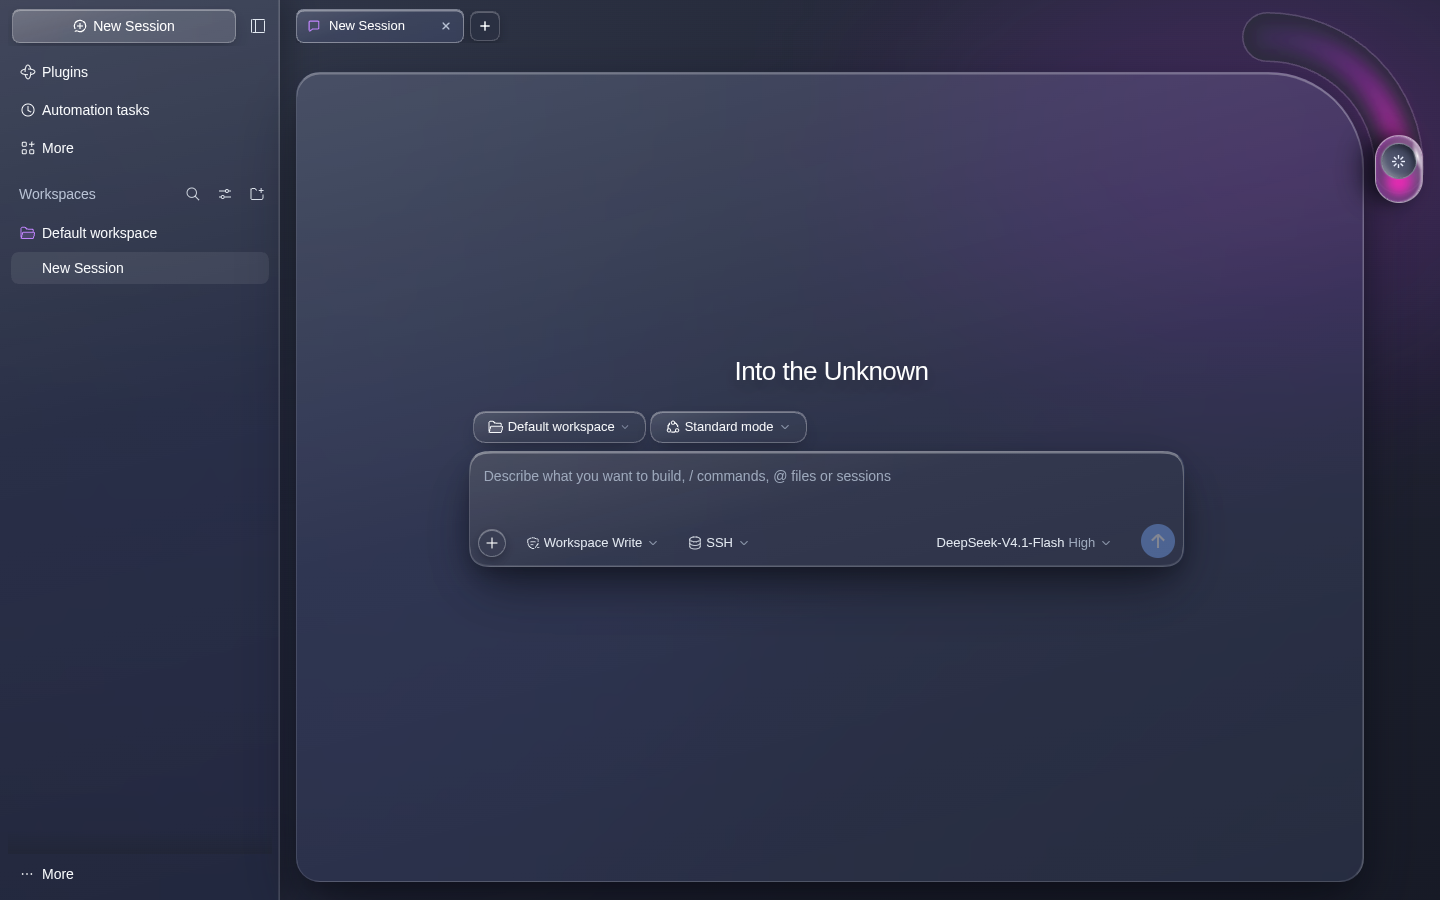 New Session
Plugins
Automation tasks
More
Workspaces
Default workspace
New Session
More
New Session
Into the Unknown
Default workspace
Standard mode
Describe what you want to build, / commands, @ files or sessions
Workspace Write
SSH
DeepSeek-V4.1-Flash High